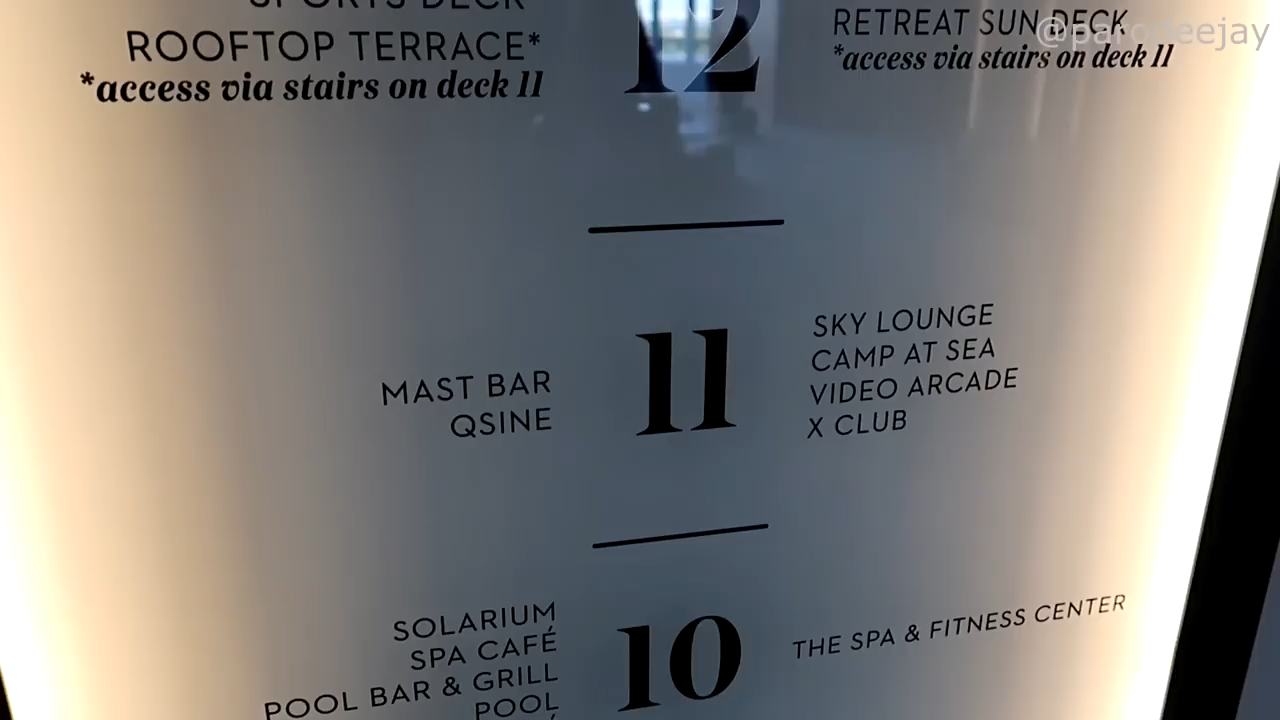 SPORTS DECK
ROOFTOP TERRACE*
*access via stairs on deck 11
12
RETREAT SUN DECK
*access via stairs on deck 11
MAST BAR
QSINE
11
SKY LOUNGE
CAMP AT SEA
VIDEO ARCADE
X CLUB
SOLARIUM
SPA CAFÉ
POOL BAR & GRILL
POOL
10
THE SPA & FITNESS CENTER